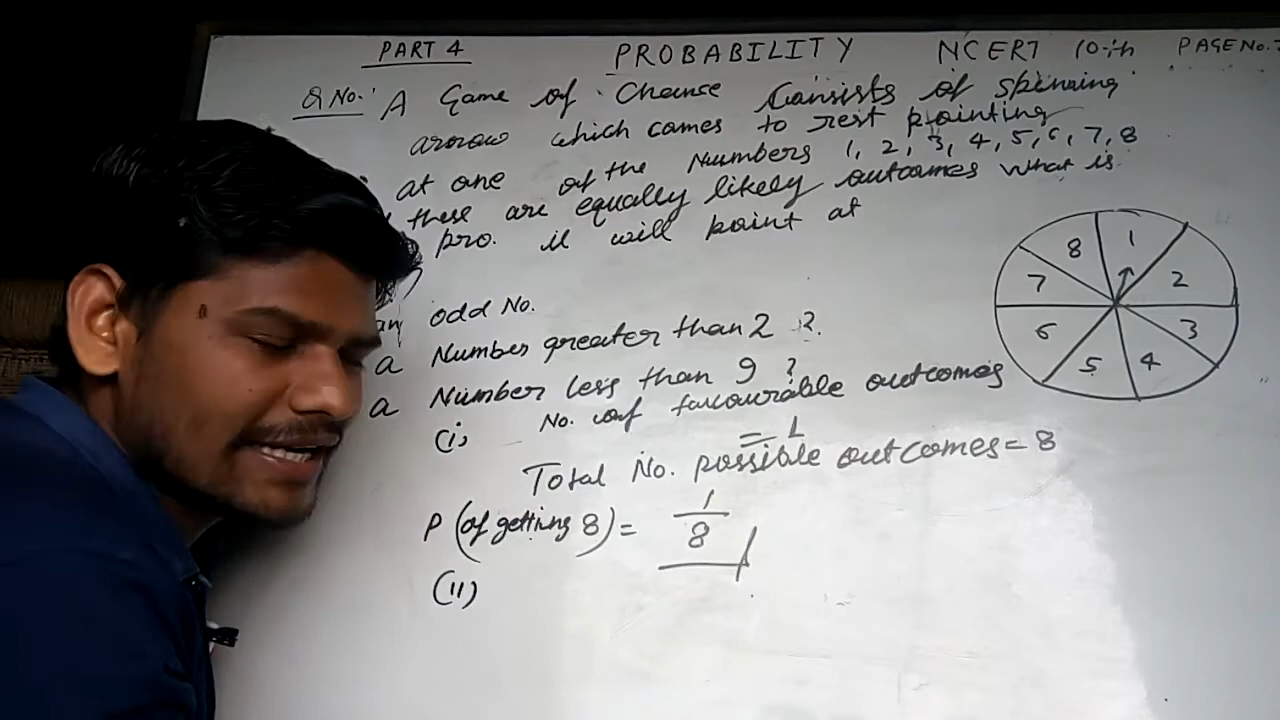 PART 4 PROBABILITY NCERT 10th PAGE No.
Q No. A Game of Chance Consists of spinning
arrow which comes to rest pointing
at one of the Numbers 1, 2, 3, 4, 5, 6, 7, 8
these are equally likely outcomes what is
pro. it will point at
any odd No.
a Number greater than 2 ?.
a Number less than 9 ?
(i) No. of favourable outcomes
= 1
Total No. possible outcomes = 8
P (of getting 8) = 1/8
(ii)
8 1
7 2
6 3
5 4